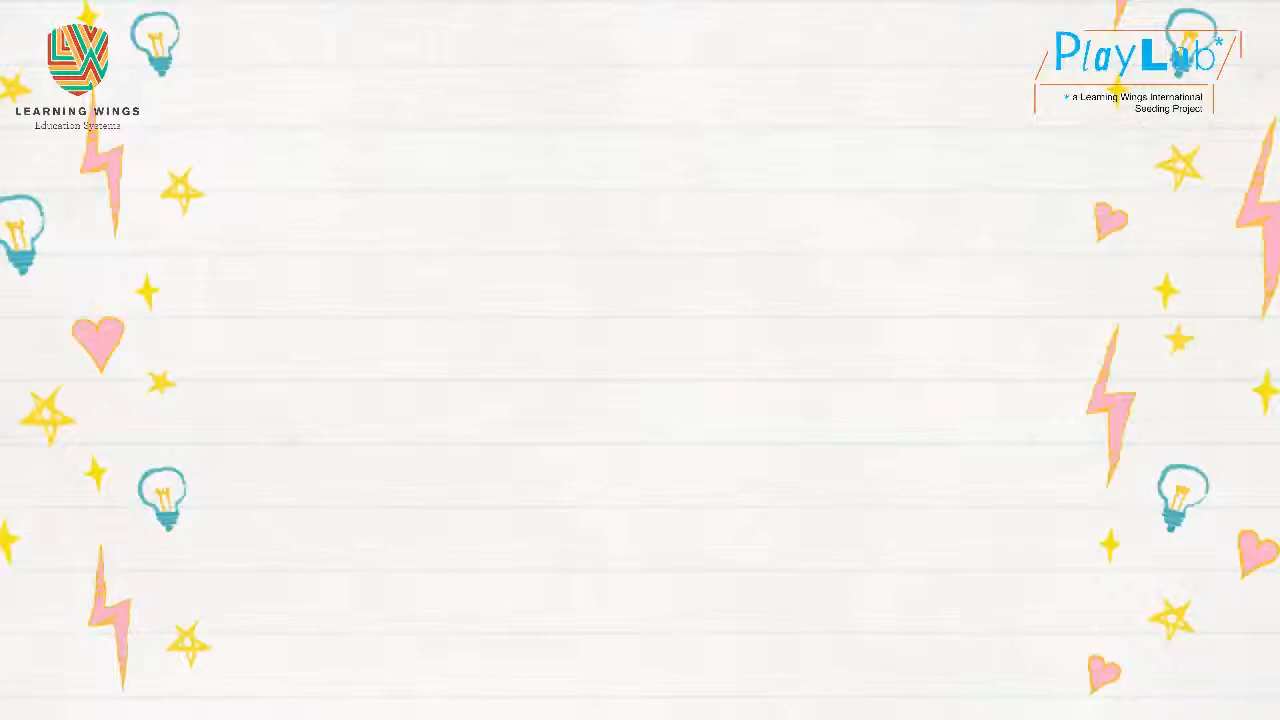 LEARNING WINGS
Education Systems
PlayLab*
* a Learning Wings International
Seeding Project